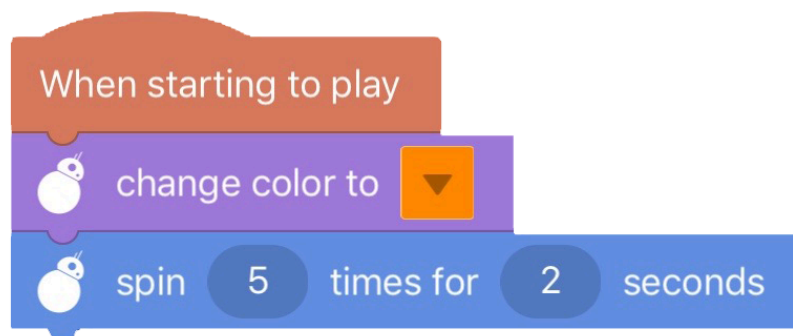 When starting to play
change color to
spin 5 times for 2 seconds